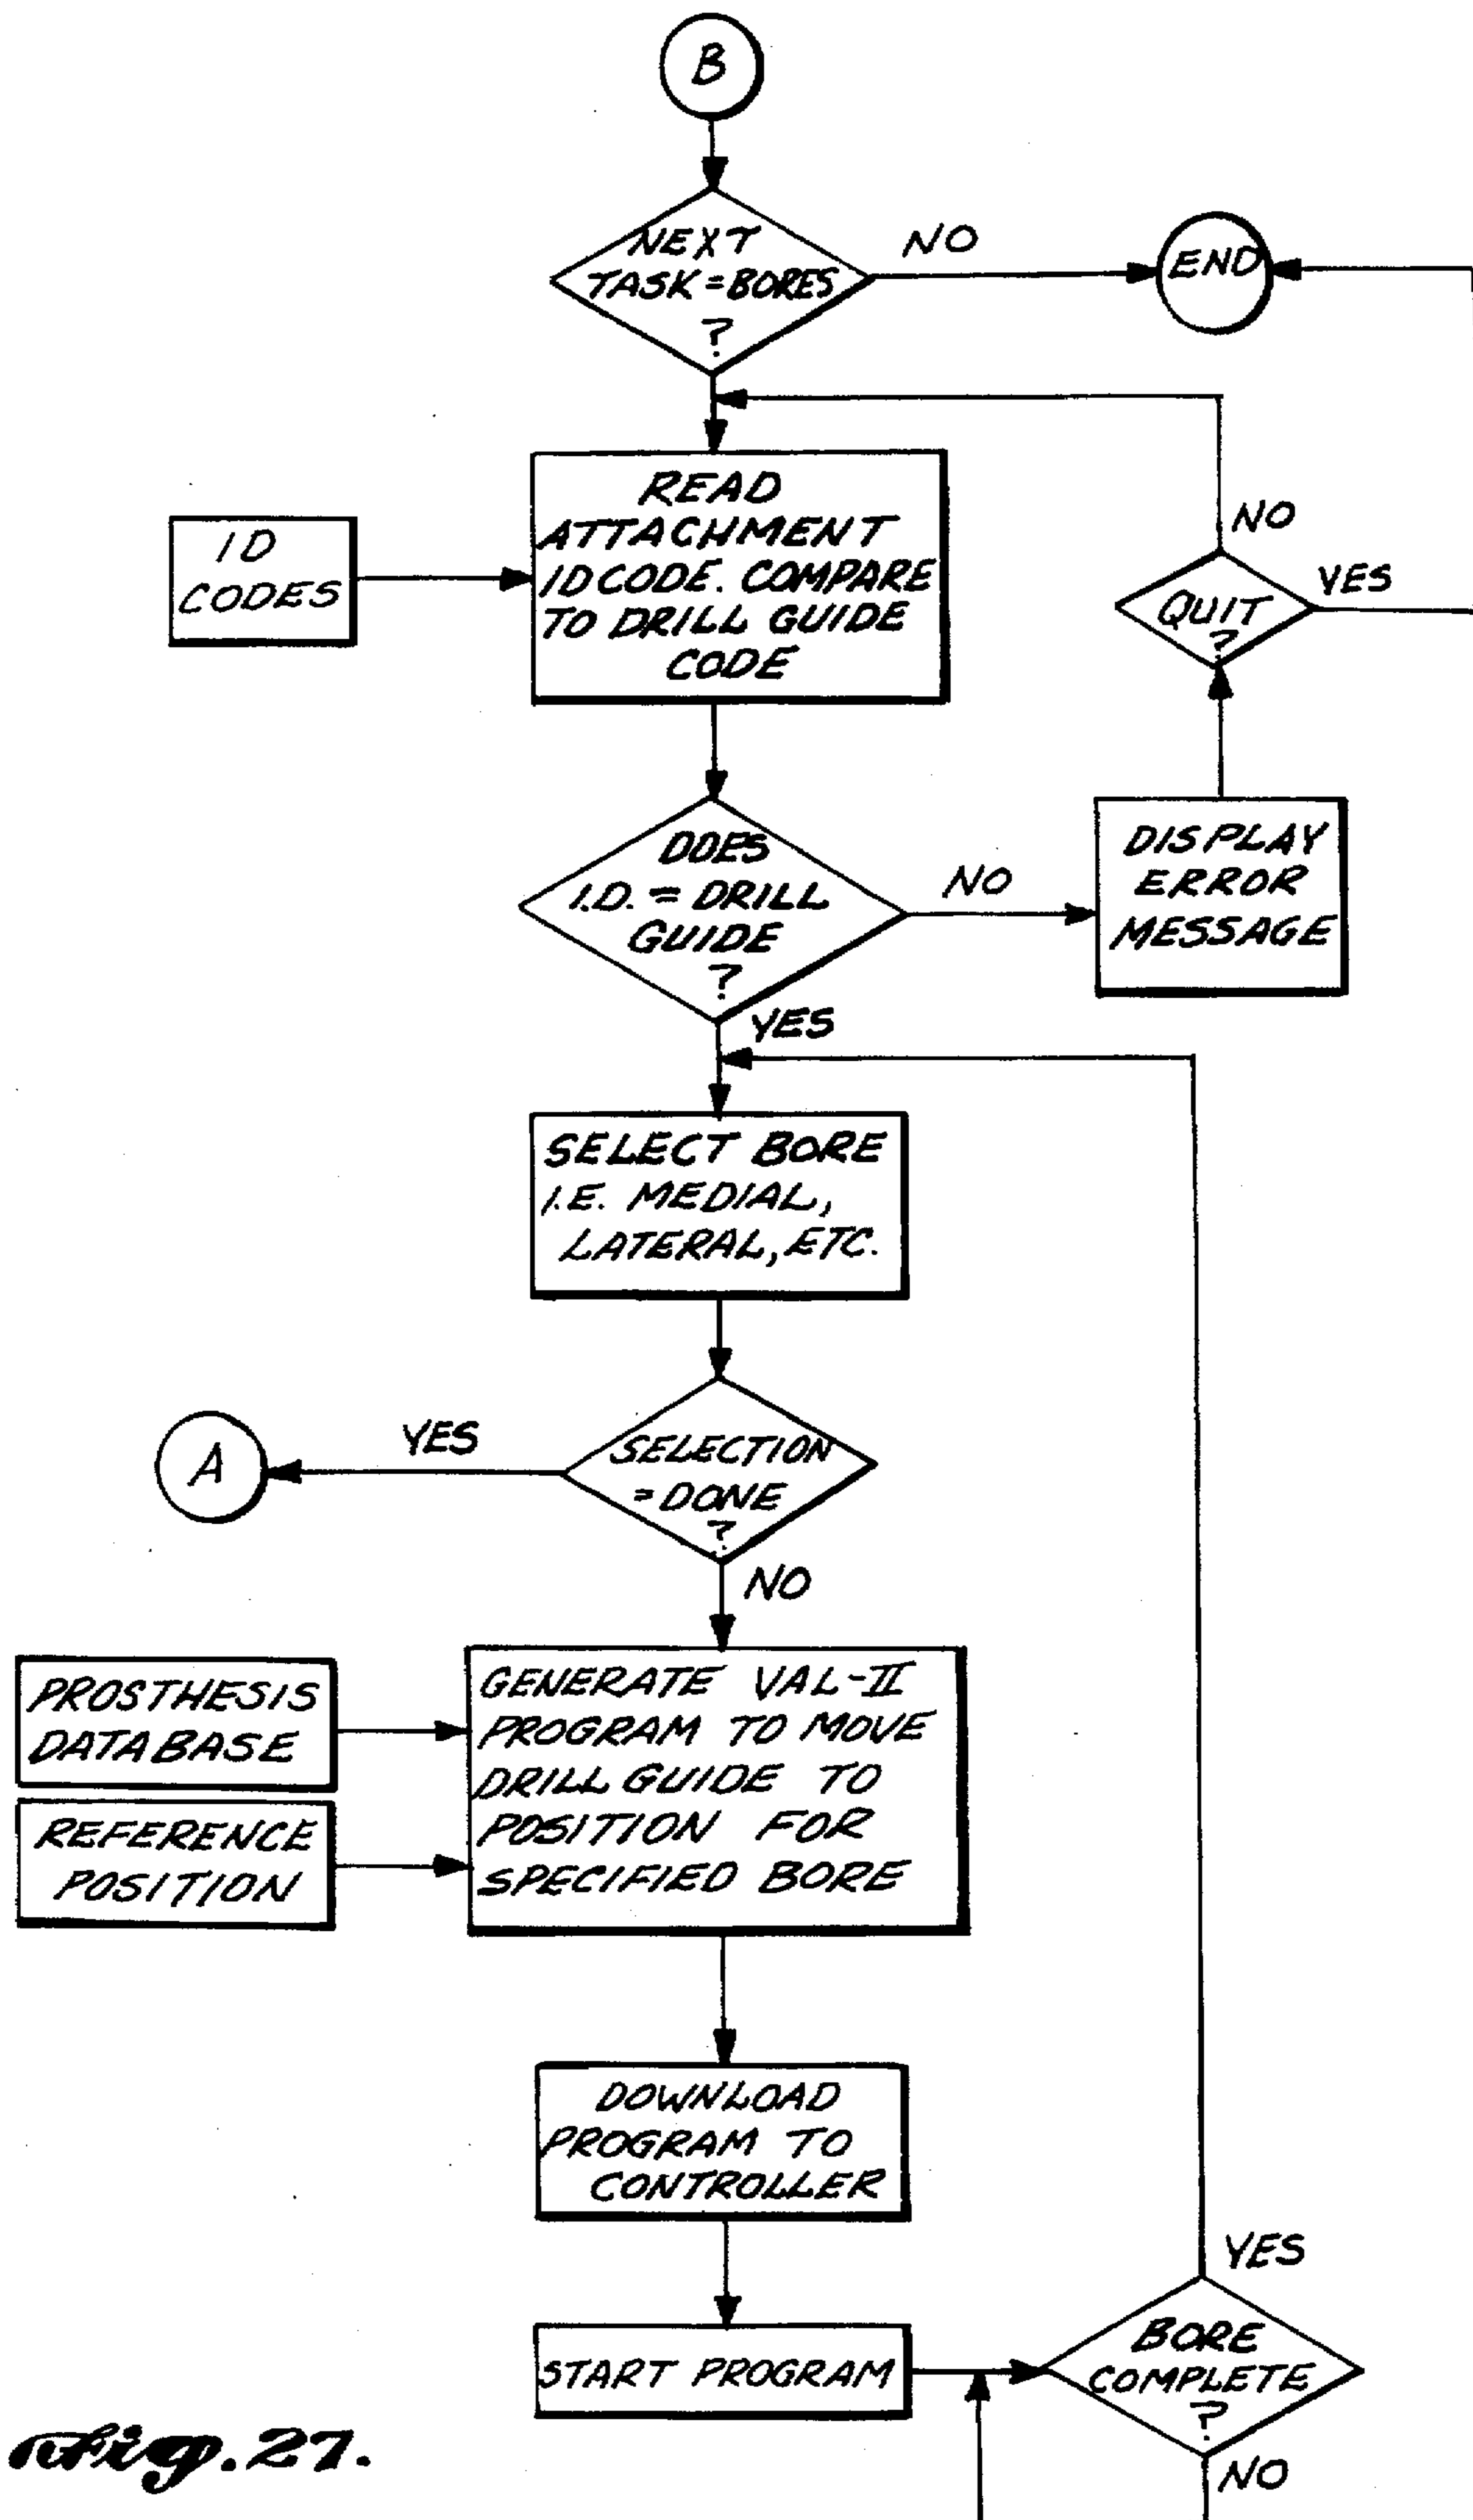 B
NEXT
TASK = BORES
?
NO
END
READ
ATTACHMENT
ID CODE. COMPARE
TO DRILL GUIDE
CODE
ID
CODES
NO
QUIT
?
YES
DOES
I.D. = DRILL
GUIDE
?
NO
DISPLAY
ERROR
MESSAGE
YES
SELECT BORE
I.E. MEDIAL,
LATERAL, ETC.
A
YES
SELECTION
= DONE
?
NO
PROSTHESIS
DATABASE
REFERENCE
POSITION
GENERATE VAL-II
PROGRAM TO MOVE
DRILL GUIDE TO
POSITION FOR
SPECIFIED BORE
DOWNLOAD
PROGRAM TO
CONTROLLER
START PROGRAM
YES
BORE
COMPLETE
?
NO
Fig. 27.